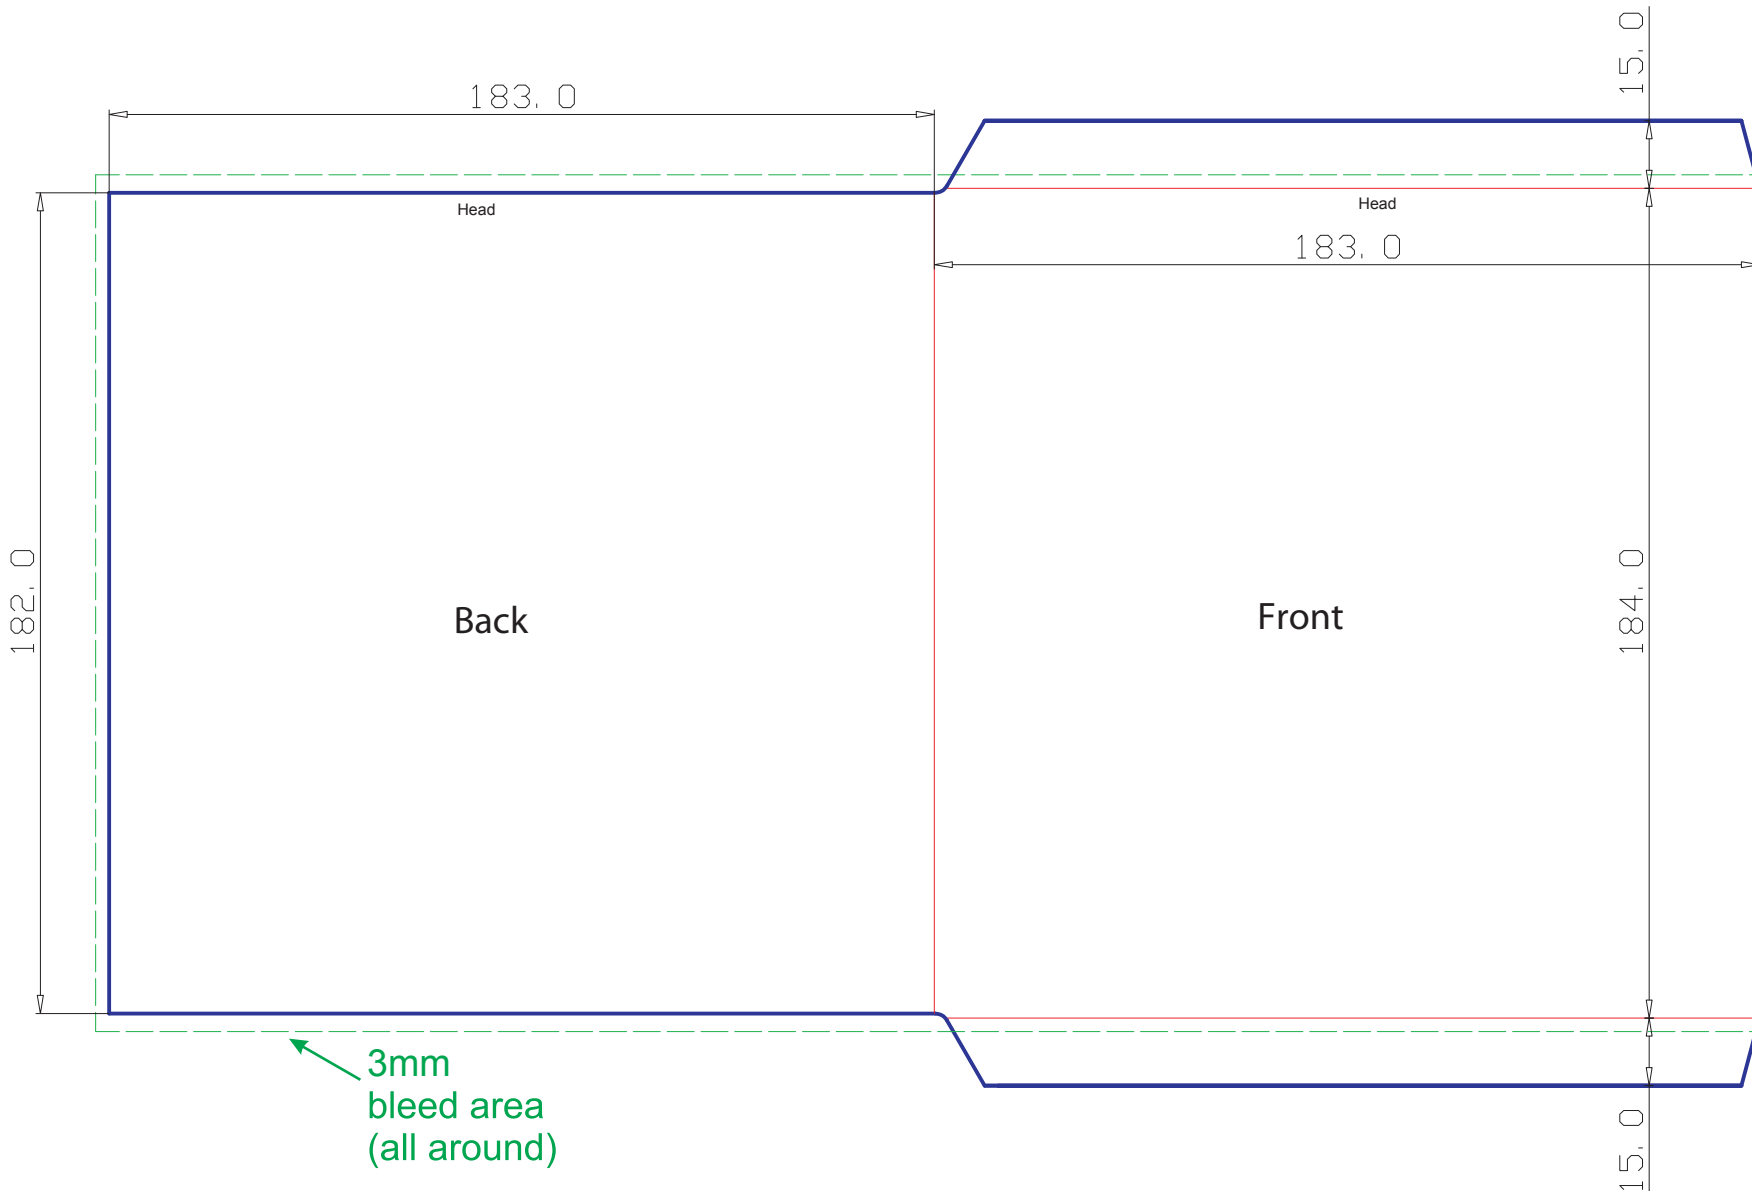 15. 0
183. 0
Head
Head
183. 0
182. 0
184. 0
Back
Front
3mm
bleed area
(all around)
15. 0